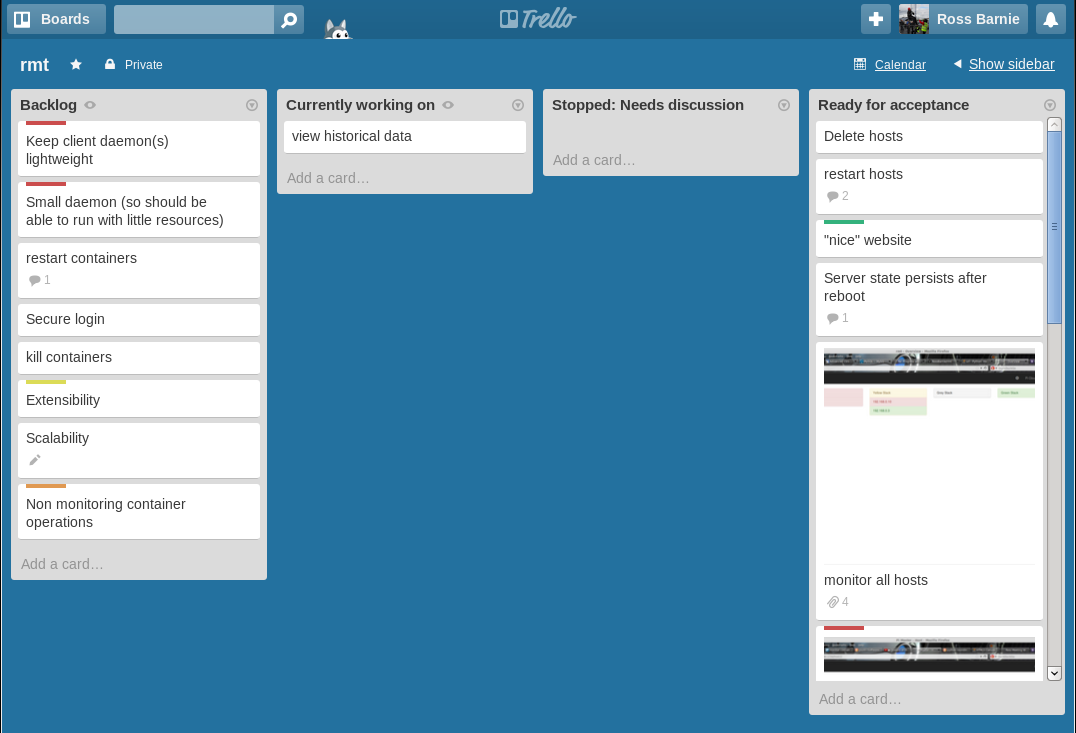 Boards
Trello
Ross Barnie
rmt
Private
Calendar
Show sidebar
Backlog
Keep client daemon(s)
lightweight
Small daemon (so should be
able to run with little resources)
restart containers
1
Secure login
kill containers
Extensibility
Scalability
Non monitoring container
operations
Add a card…
Currently working on
view historical data
Add a card…
Stopped: Needs discussion
Add a card…
Ready for acceptance
Delete hosts
restart hosts
2
"nice" website
Server state persists after
reboot
1
monitor all hosts
4
Add a card…